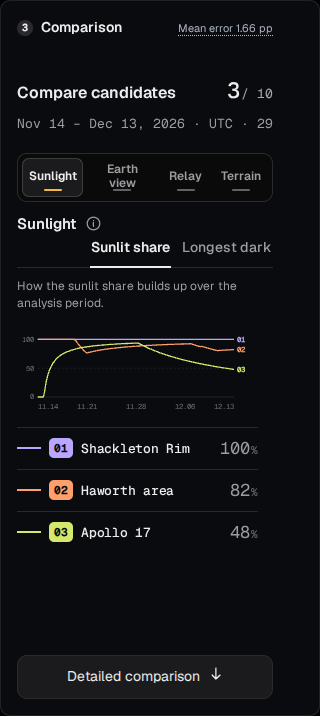 3 Comparison
Mean error 1.66 pp
Compare candidates 3/ 10
Nov 14 – Dec 13, 2026 · UTC · 29
Sunlight
Earth view
Relay
Terrain
Sunlight
Sunlit share Longest dark
How the sunlit share builds up over the
analysis period.
100
50
0
01
02
03
11.14 11.21 11.28 12.06 12.13
01 Shackleton Rim 100%
02 Haworth area 82%
03 Apollo 17 48%
Detailed comparison ↓